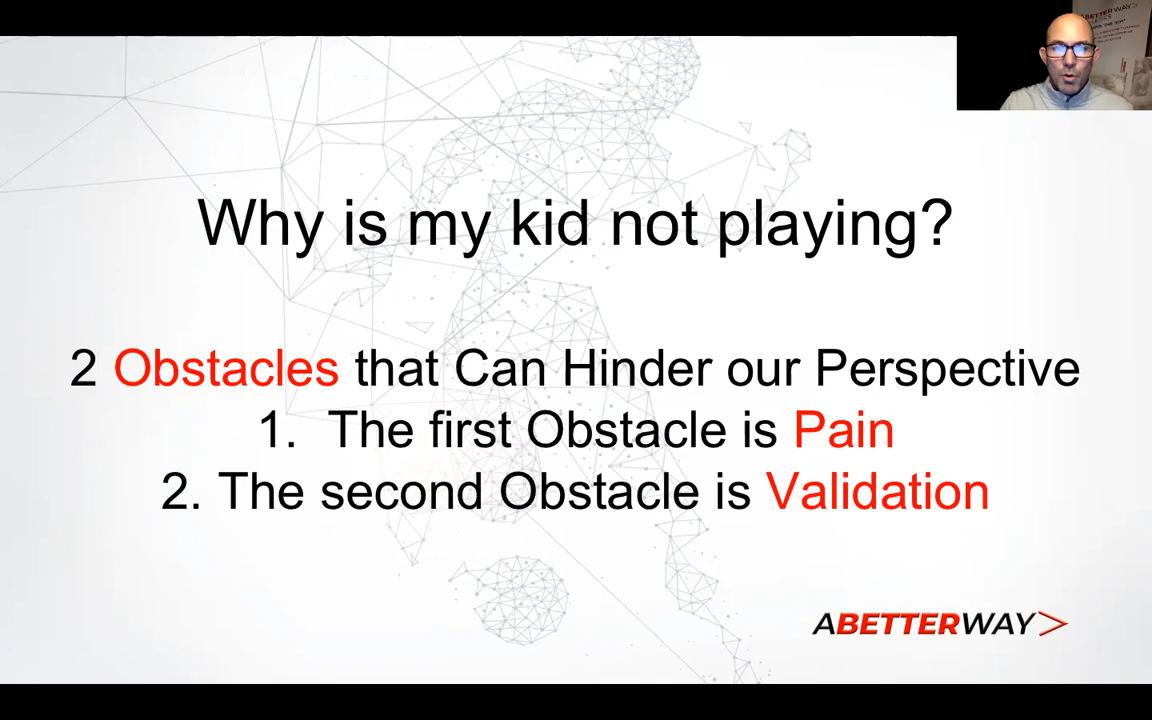 ABETTERWAY>
Why is my kid not playing?
2 Obstacles that Can Hinder our Perspective
1. The first Obstacle is Pain
2. The second Obstacle is Validation
ABETTERWAY>